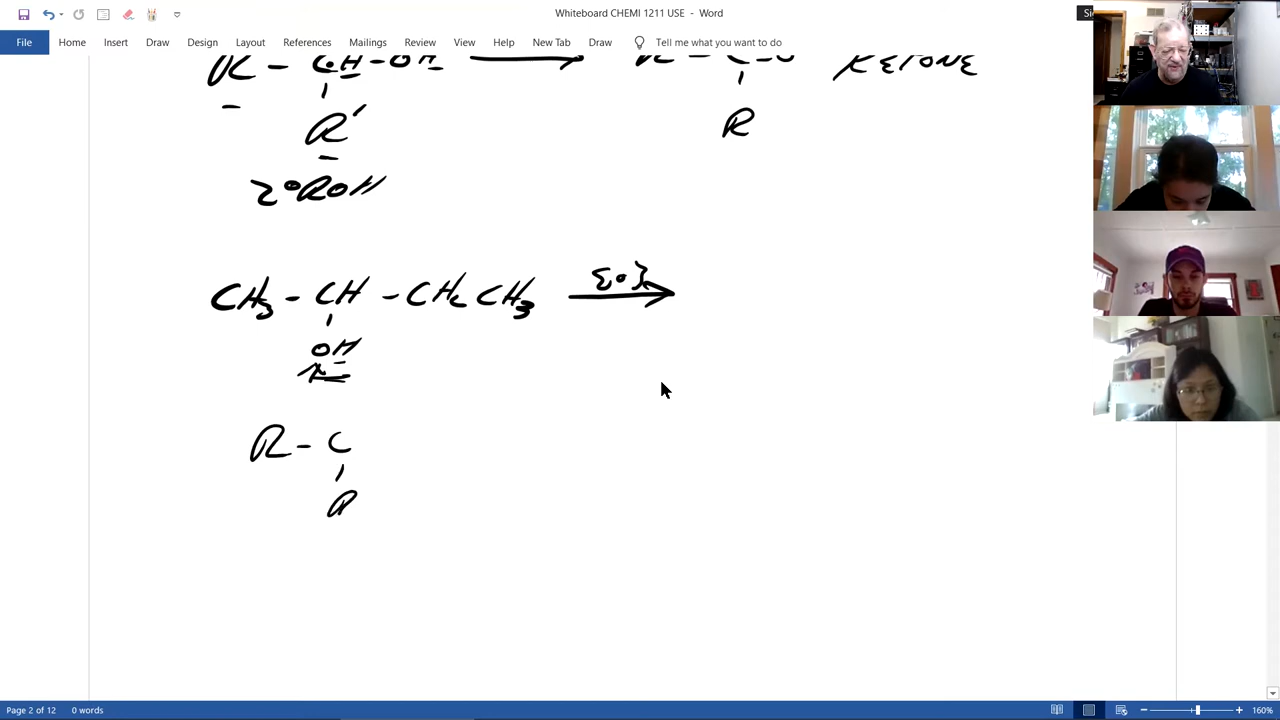 Whiteboard CHEMI 1211 USE - Word
File Home Insert Draw Design Layout References Mailings Review View Help New Tab Draw Tell me what you want to do
R - CH-OH → R - C=O KETONE
R' R
2°ROH
CH3 - CH - CH2CH3 {O} →
OH
R - C
R
Page 2 of 12 0 words 160%